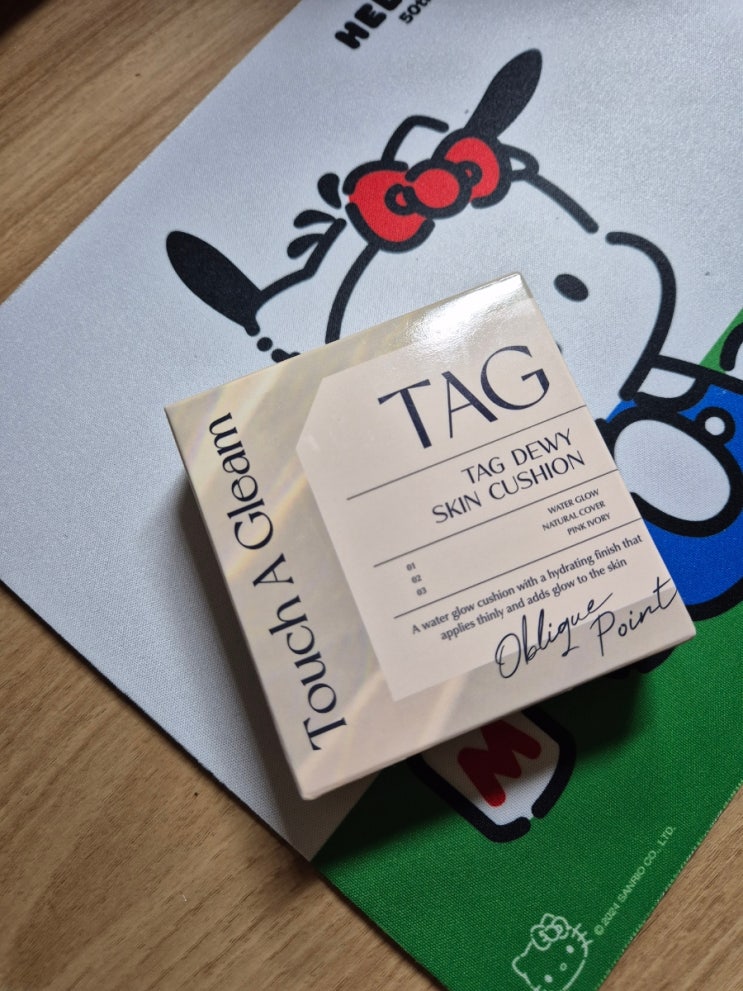 TAG
TAG DEWY
SKIN CUSHION
WATER GLOW
NATURAL COVER
PINK IVORY
01
02
03
A water glow cushion with a hydrating finish that
applies thinly and adds glow to the skin
Oblique
Point
Touch A Gleam
M
© 2024 SANRIO CO., LTD.